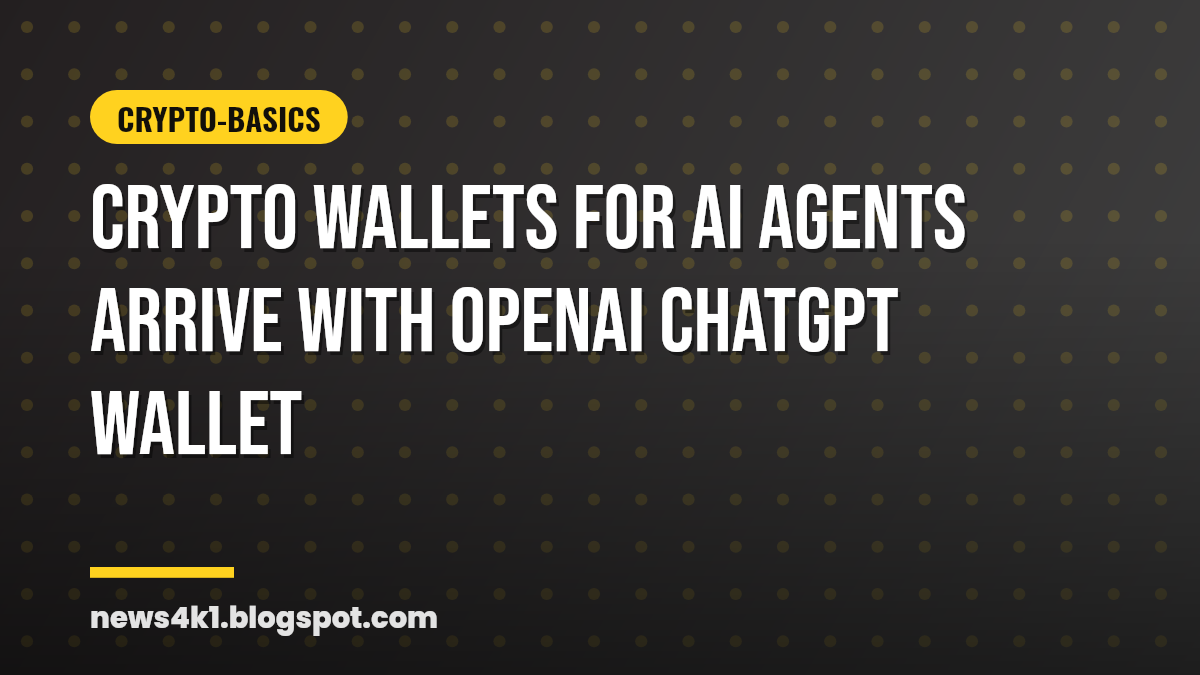 CRYPTO-BASICS
CRYPTO WALLETS FOR AI AGENTS
ARRIVE WITH OPENAI CHATGPT
WALLET
news4k1.blogspot.com